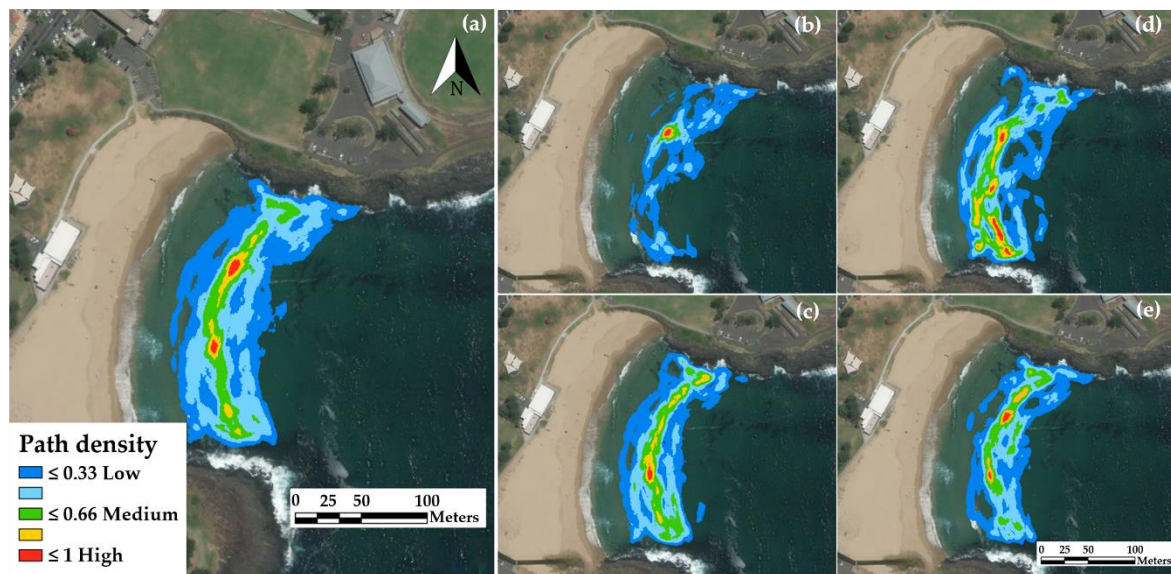 (a)
N
Path density
≤ 0.33 Low
≤ 0.66 Medium
≤ 1 High
0 25 50 100
Meters
(b)
(d)
(c)
(e)
0 25 50 100
Meters